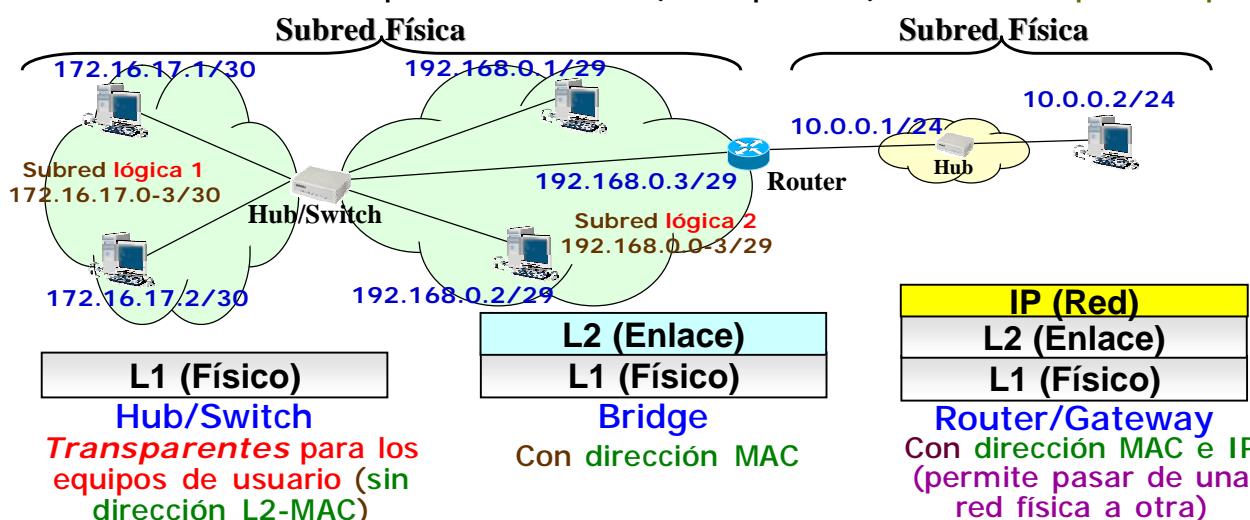 Subred Física
Subred Física
172.16.17.1/30
192.168.0.1/29
10.0.0.2/24
10.0.0.1/24
Subred lógica 1
172.16.17.0-3/30
Hub/Switch
192.168.0.3/29
Router
Hub
Subred lógica 2
192.168.0.0-3/29
172.16.17.2/30
192.168.0.2/29
L1 (Físico)
Hub/Switch
Transparentes para los
equipos de usuario (sin
dirección L2-MAC)
L2 (Enlace)
L1 (Físico)
Bridge
Con dirección MAC
IP (Red)
L2 (Enlace)
L1 (Físico)
Router/Gateway
Con dirección MAC e IP
(permite pasar de una
red física a otra)